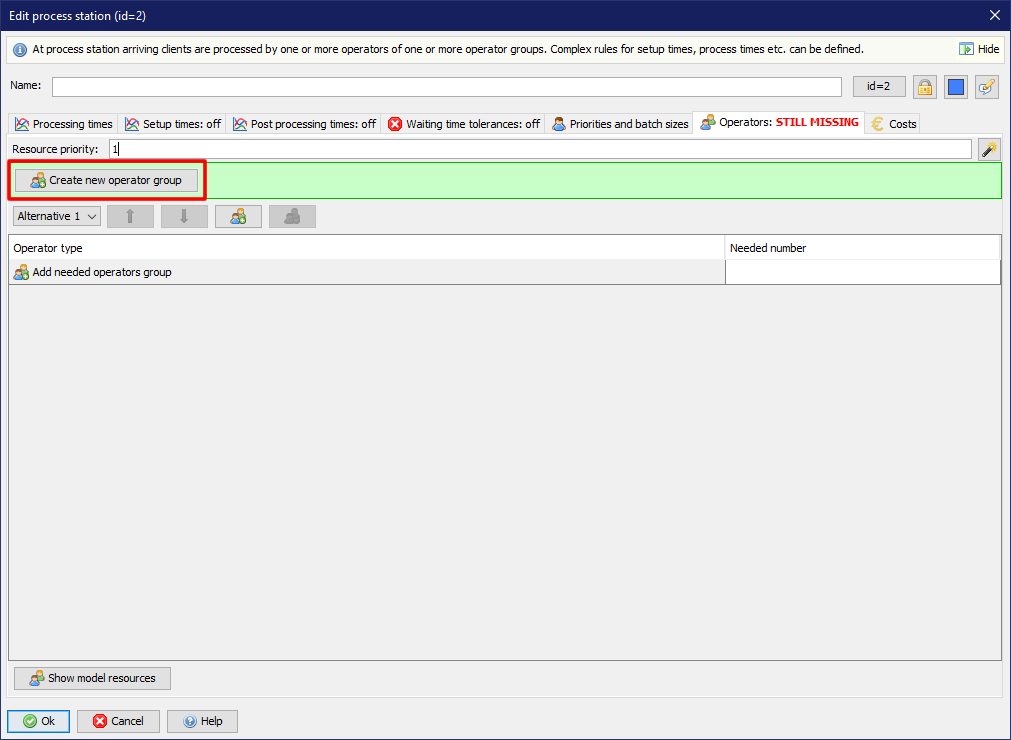 Edit process station (id=2)
At process station arriving clients are processed by one or more operators of one or more operator groups. Complex rules for setup times, process times etc. can be defined. Hide
Name: id=2
Processing times Setup times: off Post processing times: off Waiting time tolerances: off Priorities and batch sizes Operators: STILL MISSING Costs
Resource priority: 1
Create new operator group
Alternative 1
Operator type Needed number
Add needed operators group
Show model resources
Ok Cancel Help